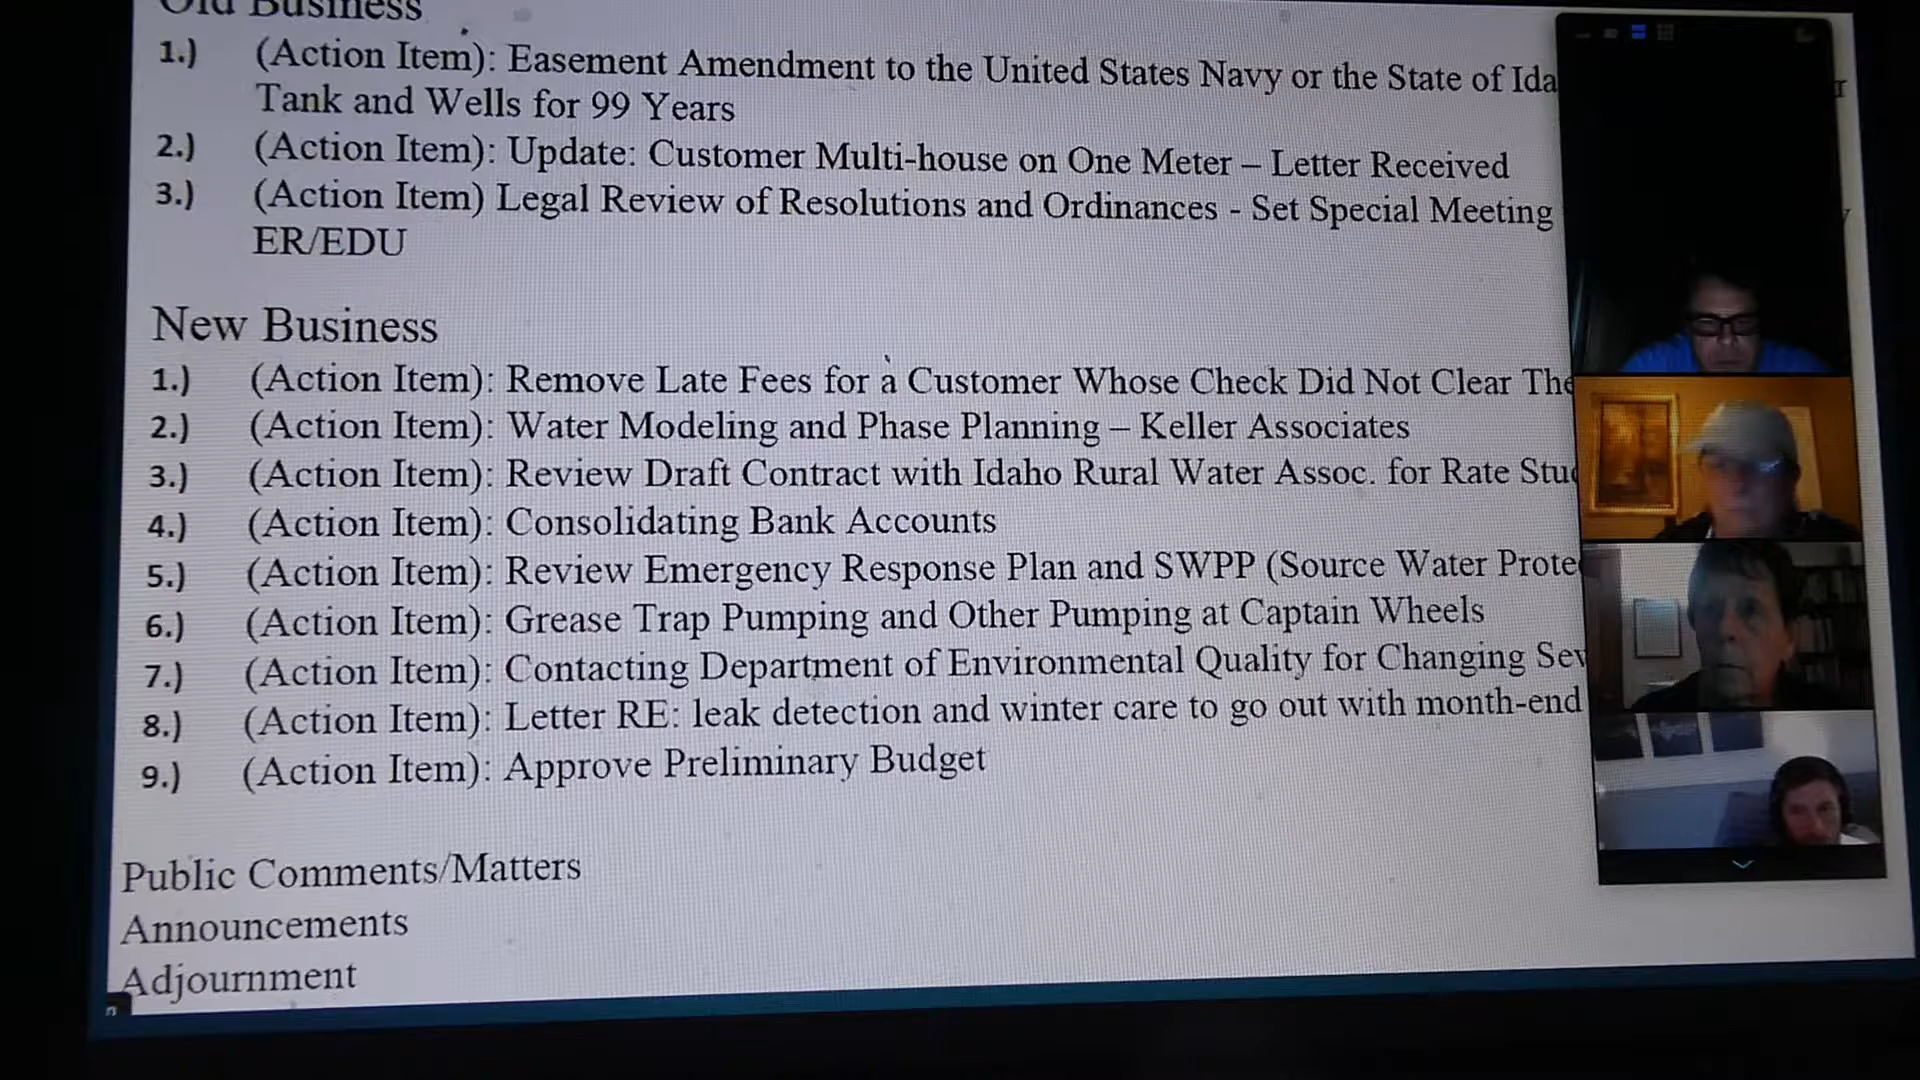 Old Business
1.) (Action Item): Easement Amendment to the United States Navy or the State of Ida
Tank and Wells for 99 Years
2.) (Action Item): Update: Customer Multi-house on One Meter – Letter Received
3.) (Action Item) Legal Review of Resolutions and Ordinances - Set Special Meeting
ER/EDU
New Business
1.) (Action Item): Remove Late Fees for a Customer Whose Check Did Not Clear The
2.) (Action Item): Water Modeling and Phase Planning – Keller Associates
3.) (Action Item): Review Draft Contract with Idaho Rural Water Assoc. for Rate Stu
4.) (Action Item): Consolidating Bank Accounts
5.) (Action Item): Review Emergency Response Plan and SWPP (Source Water Prote
6.) (Action Item): Grease Trap Pumping and Other Pumping at Captain Wheels
7.) (Action Item): Contacting Department of Environmental Quality for Changing Sev
8.) (Action Item): Letter RE: leak detection and winter care to go out with month-end
9.) (Action Item): Approve Preliminary Budget
Public Comments/Matters
Announcements
Adjournment